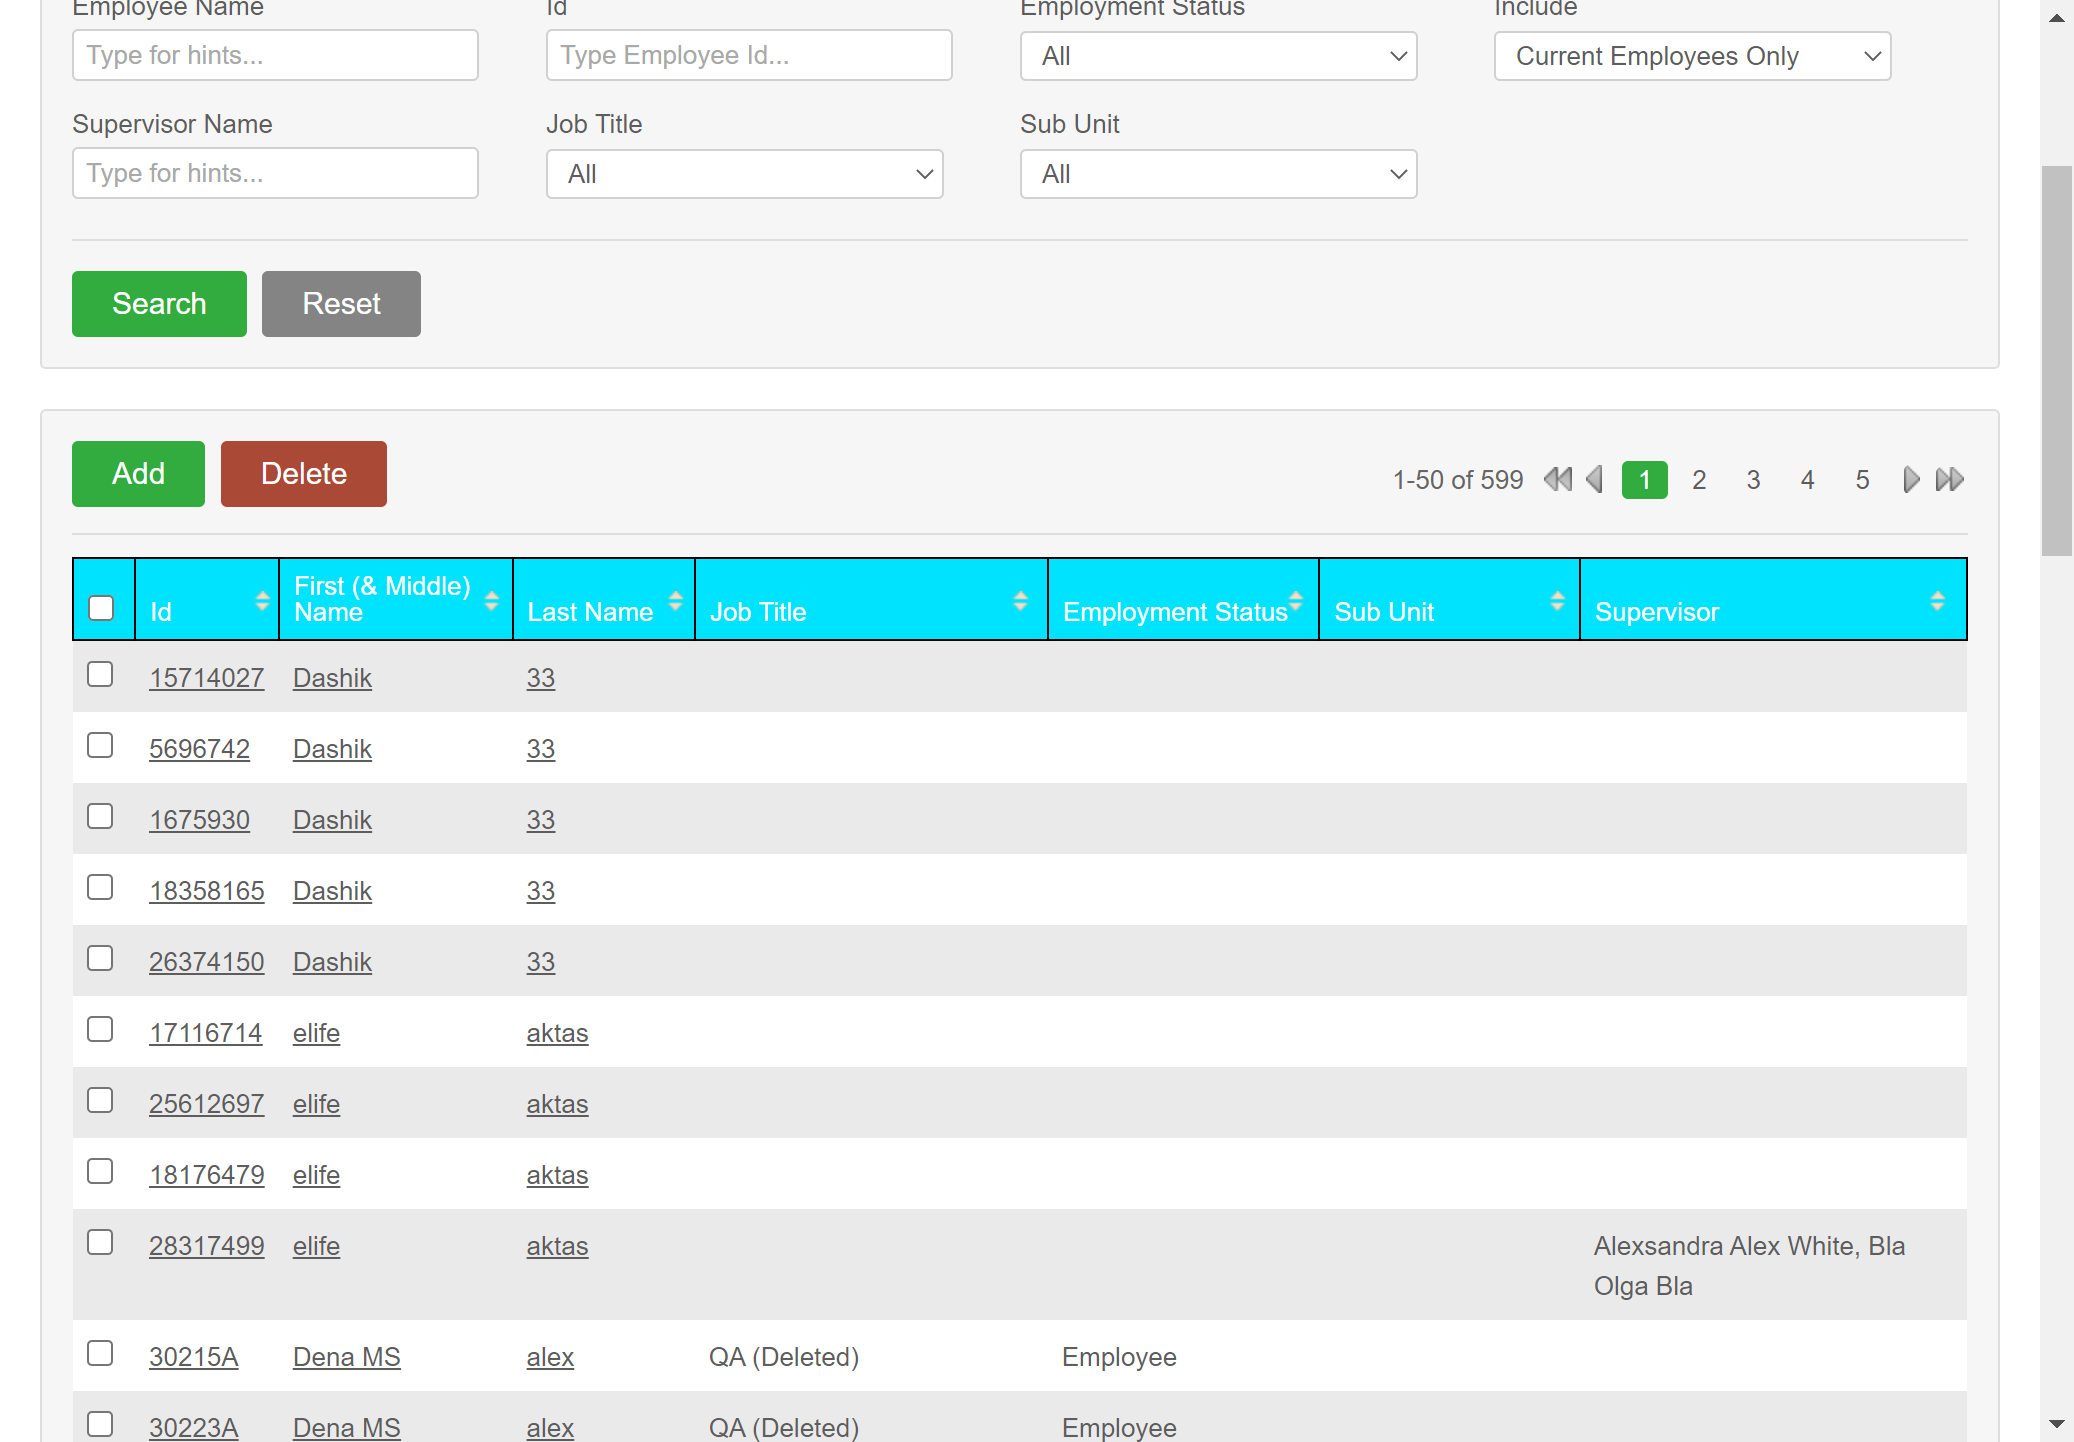 Employee Name Id Employment Status Include
Type for hints... Type Employee Id... All Current Employees Only
Supervisor Name Job Title Sub Unit
Type for hints... All All
Search Reset
Add Delete 1-50 of 599 1 2 3 4 5
Id First (& Middle) Name Last Name Job Title Employment Status Sub Unit Supervisor
15714027 Dashik 33
5696742 Dashik 33
1675930 Dashik 33
18358165 Dashik 33
26374150 Dashik 33
17116714 elife aktas
25612697 elife aktas
18176479 elife aktas
28317499 elife aktas Alexsandra Alex White, Bla
Olga Bla
30215A Dena MS alex QA (Deleted) Employee
30223A Dena MS alex QA (Deleted) Employee